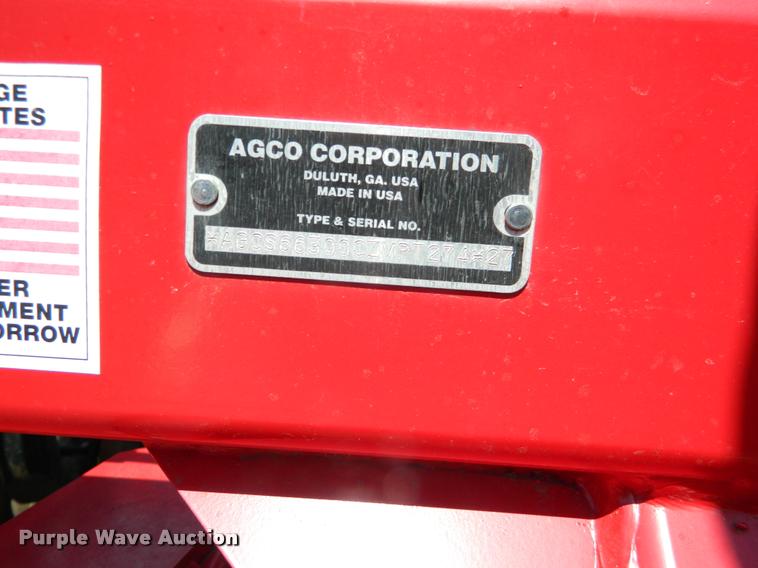 GE
TES
ER
MENT
ORROW
AGCO CORPORATION
DULUTH, GA. USA
MADE IN USA
TYPE & SERIAL NO.
Purple Wave Auction